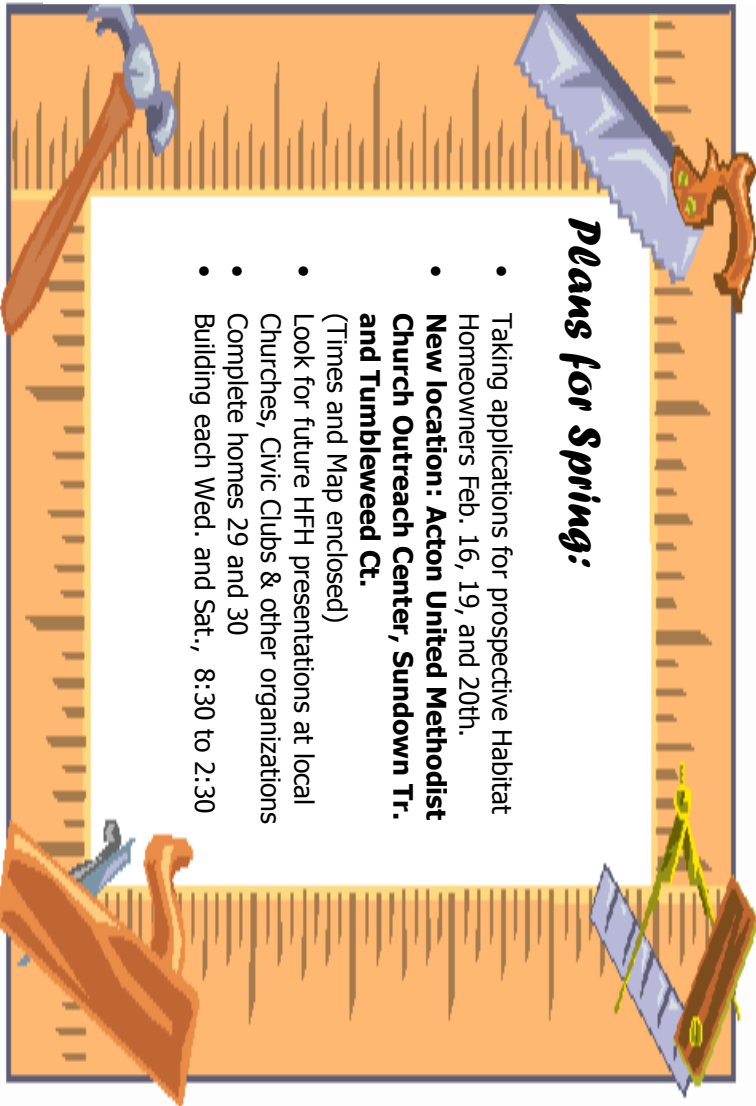 Plans for Spring:
• Taking applications for prospective Habitat
Homeowners Feb. 16, 19, and 20th.
• New location: Acton United Methodist
Church Outreach Center, Sundown Tr.
and Tumbleweed Ct.
(Times and Map enclosed)
• Look for future HFH presentations at local
Churches, Civic Clubs & other organizations
• Complete homes 29 and 30
• Building each Wed. and Sat., 8:30 to 2:30